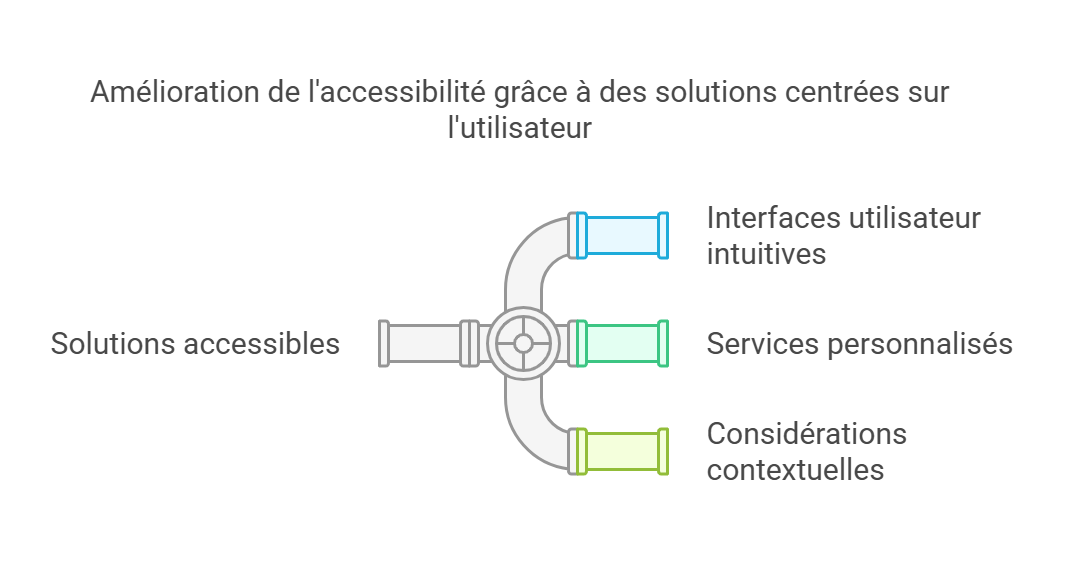 Amélioration de l'accessibilité grâce à des solutions centrées sur
l'utilisateur
Interfaces utilisateur
intuitives
Solutions accessibles
Services personnalisés
Considérations
contextuelles